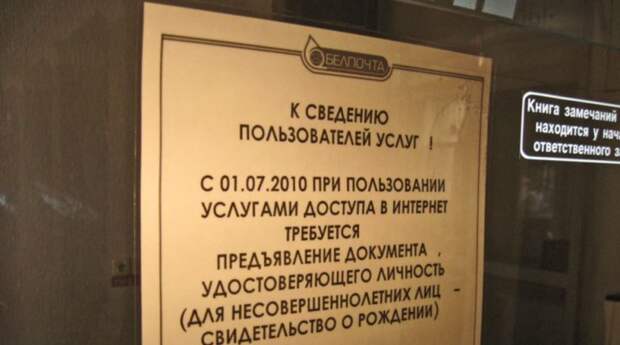 БЕЛПОЧТА
К СВЕДЕНИЮ
ПОЛЬЗОВАТЕЛЕЙ УСЛУГ !
С 01.07.2010 ПРИ ПОЛЬЗОВАНИИ
УСЛУГАМИ ДОСТУПА В ИНТЕРНЕТ
ТРЕБУЕТСЯ
ПРЕДЪЯВЛЕНИЕ ДОКУМЕНТА ,
УДОСТОВЕРЯЮЩЕГО ЛИЧНОСТЬ
(ДЛЯ НЕСОВЕРШЕННОЛЕТНИХ ЛИЦ –
СВИДЕТЕЛЬСТВО О РОЖДЕНИИ)
Книга замечаний
находится у
ответственного